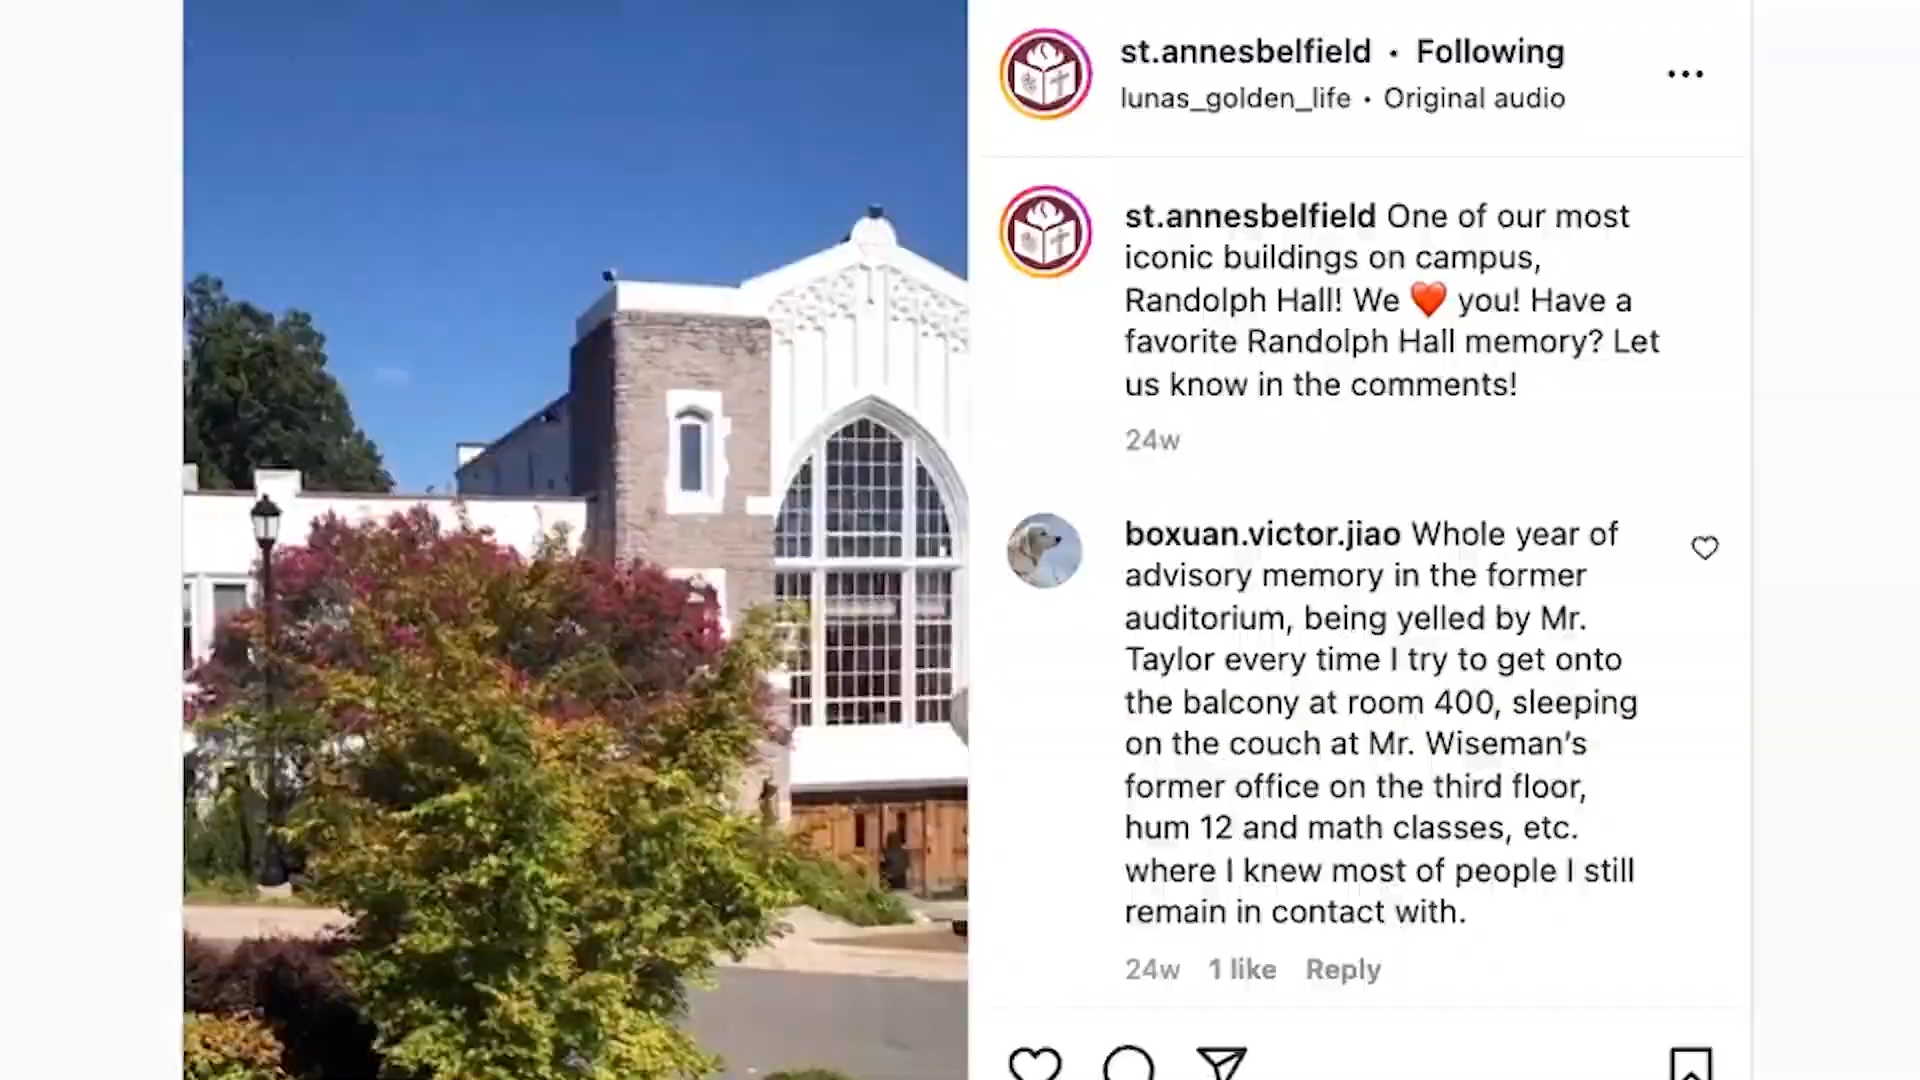 st.annesbelfield • Following
lunas_golden_life • Original audio
st.annesbelfield One of our most
iconic buildings on campus,
Randolph Hall! We ❤️ you! Have a
favorite Randolph Hall memory? Let
us know in the comments!
24w
boxuan.victor.jiao Whole year of
advisory memory in the former
auditorium, being yelled by Mr.
Taylor every time I try to get onto
the balcony at room 400, sleeping
on the couch at Mr. Wiseman's
former office on the third floor,
hum 12 and math classes, etc.
where I knew most of people I still
remain in contact with.
24w 1 like Reply